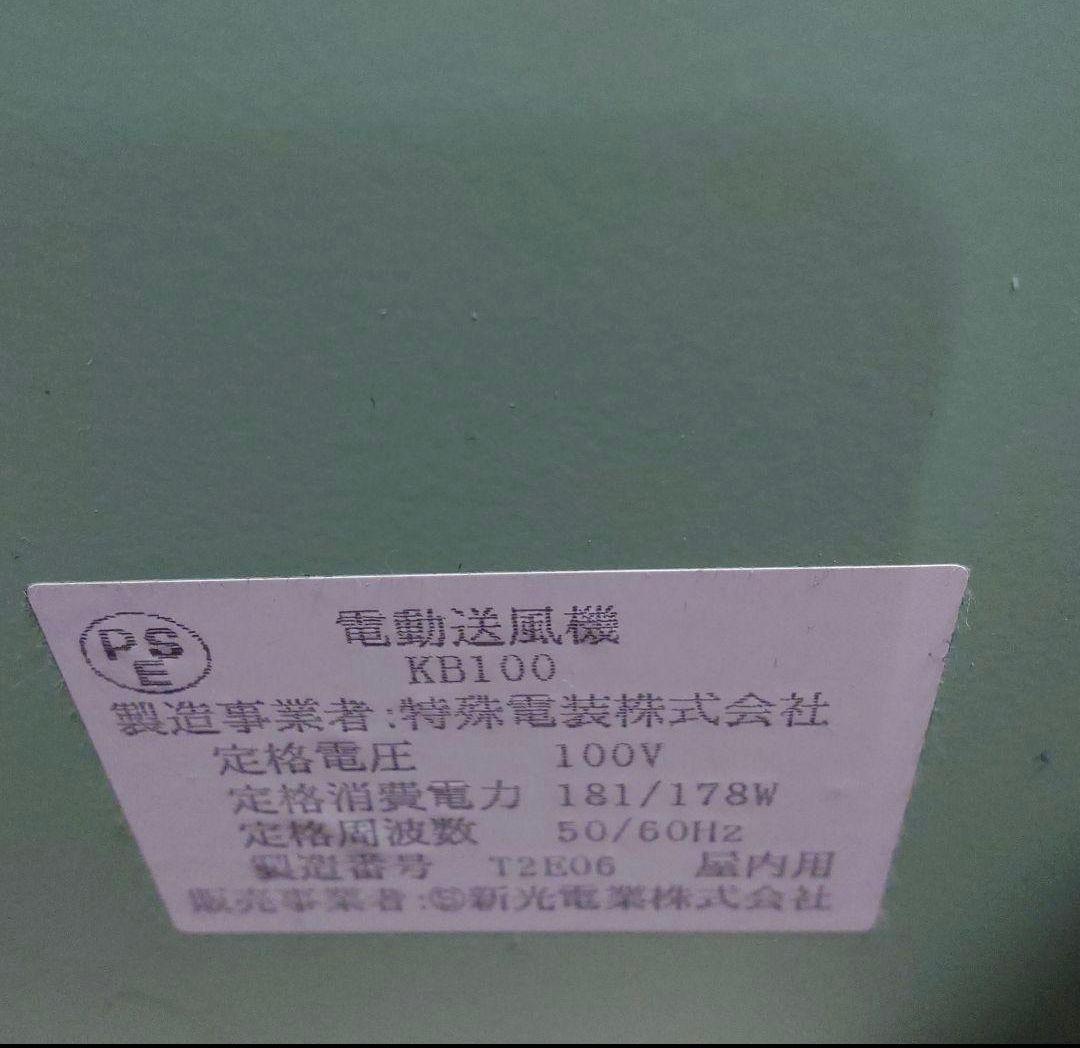 PSE
電動送風機
KB100
製造事業者:特殊電装株式会社
定格電圧 100V
定格消費電力 181/178W
定格周波数 50/60Hz
製造番号 T2E06 屋内用
販売事業者:Ⓢ新光電業株式会社